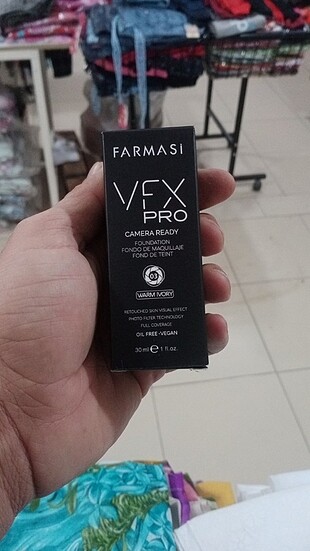 FARMASi
VFX
PRO
CAMERA READY
FOUNDATION
FONDO DE MAQUILLAJE
FOND DE TEINT
03
WARM IVORY
RETOUCHED SKIN VISUAL EFFECT
PHOTO FILTER TECHNOLOGY
FULL COVERAGE
OIL FREE-VEGAN
30 ml ℮ 1 fl.oz.